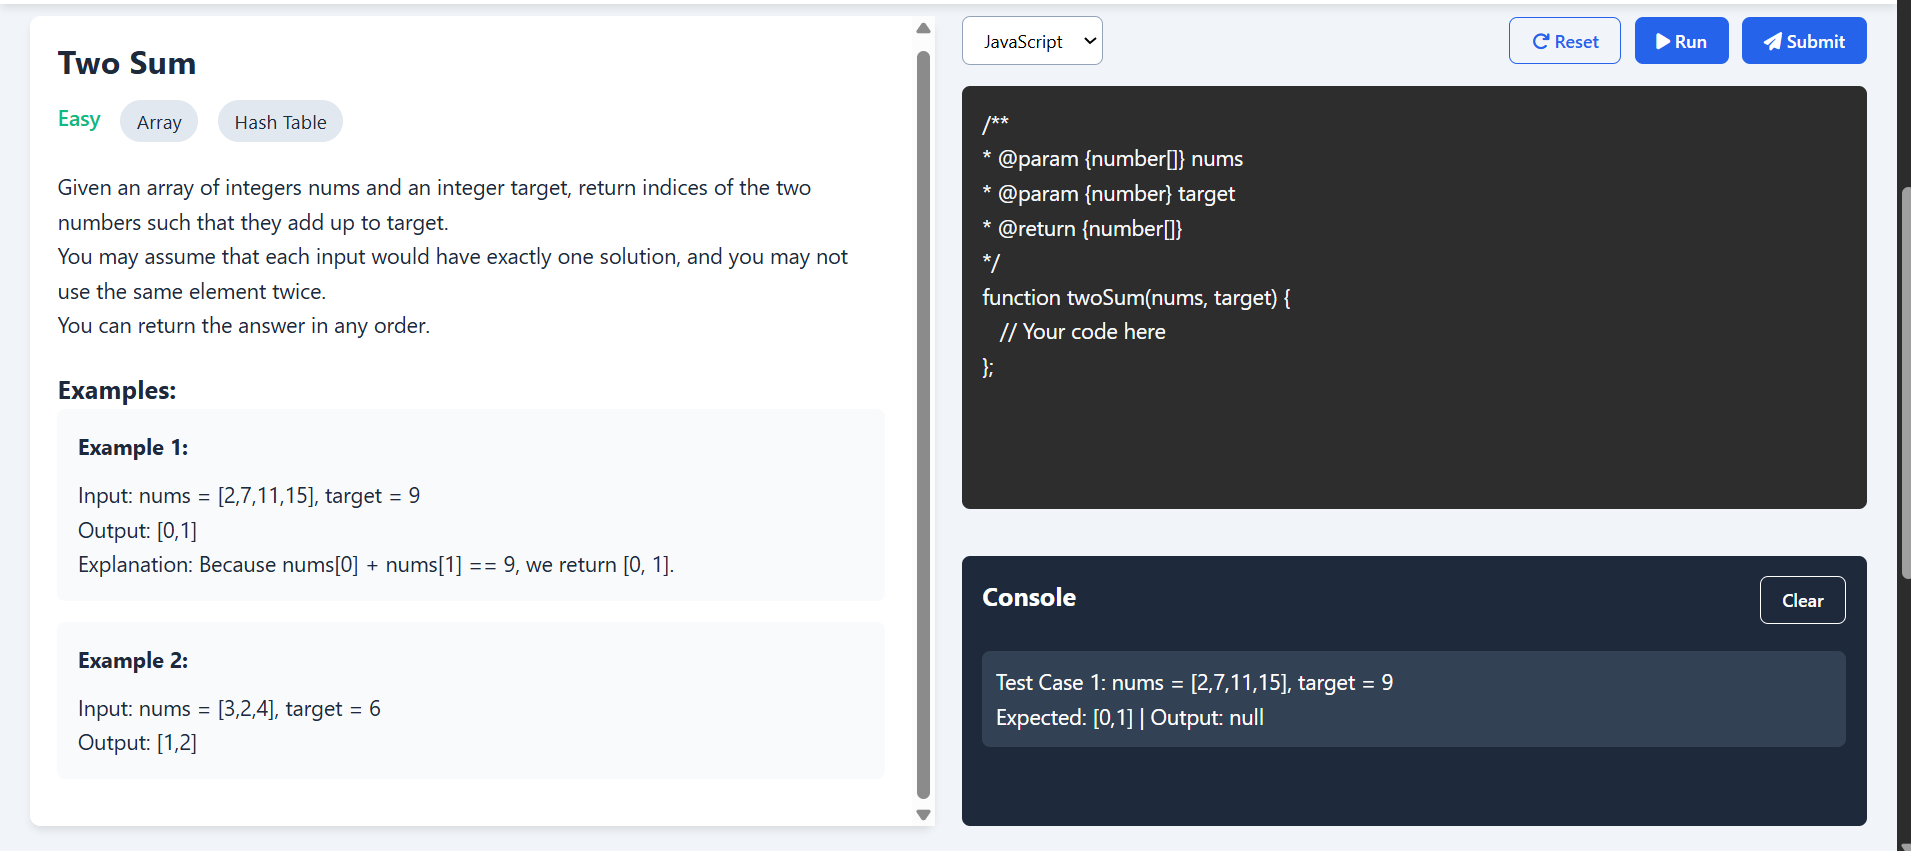 Two Sum
Easy
Array
Hash Table
Given an array of integers nums and an integer target, return indices of the two
numbers such that they add up to target.
You may assume that each input would have exactly one solution, and you may not
use the same element twice.
You can return the answer in any order.
Examples:
Example 1:
Input: nums = [2,7,11,15], target = 9
Output: [0,1]
Explanation: Because nums[0] + nums[1] == 9, we return [0, 1].
Example 2:
Input: nums = [3,2,4], target = 6
Output: [1,2]
JavaScript
Reset
Run
Submit
/**
* @param {number[]} nums
* @param {number} target
* @return {number[]}
*/
function twoSum(nums, target) {
// Your code here
};
Console
Clear
Test Case 1: nums = [2,7,11,15], target = 9
Expected: [0,1] | Output: null